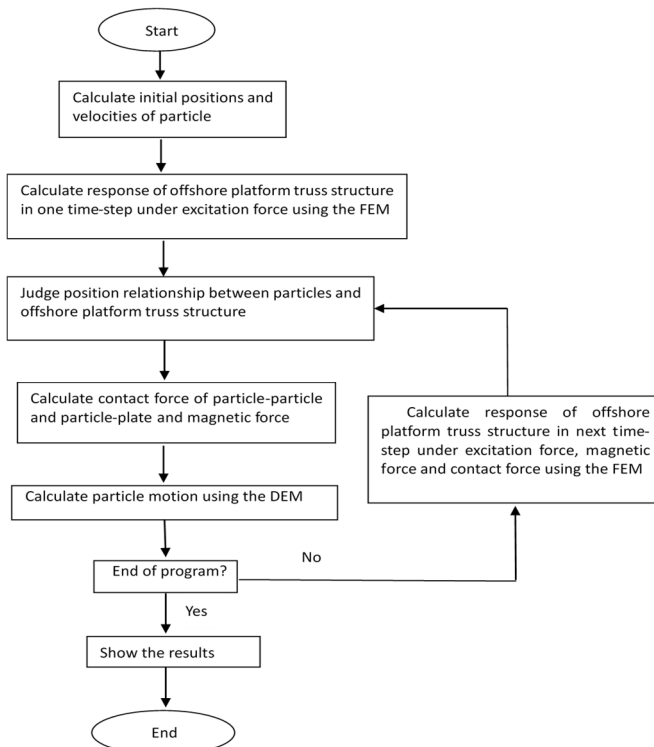 Start
Calculate initial positions and
velocities of particle
Calculate response of offshore platform truss structure
in one time-step under excitation force using the FEM
Judge position relationship between particles and
offshore platform truss structure
Calculate contact force of particle-particle
and particle-plate and magnetic force
Calculate response of offshore
platform truss structure in next time-
step under excitation force, magnetic
force and contact force using the FEM
Calculate particle motion using the DEM
End of program?
No
Yes
Show the results
End